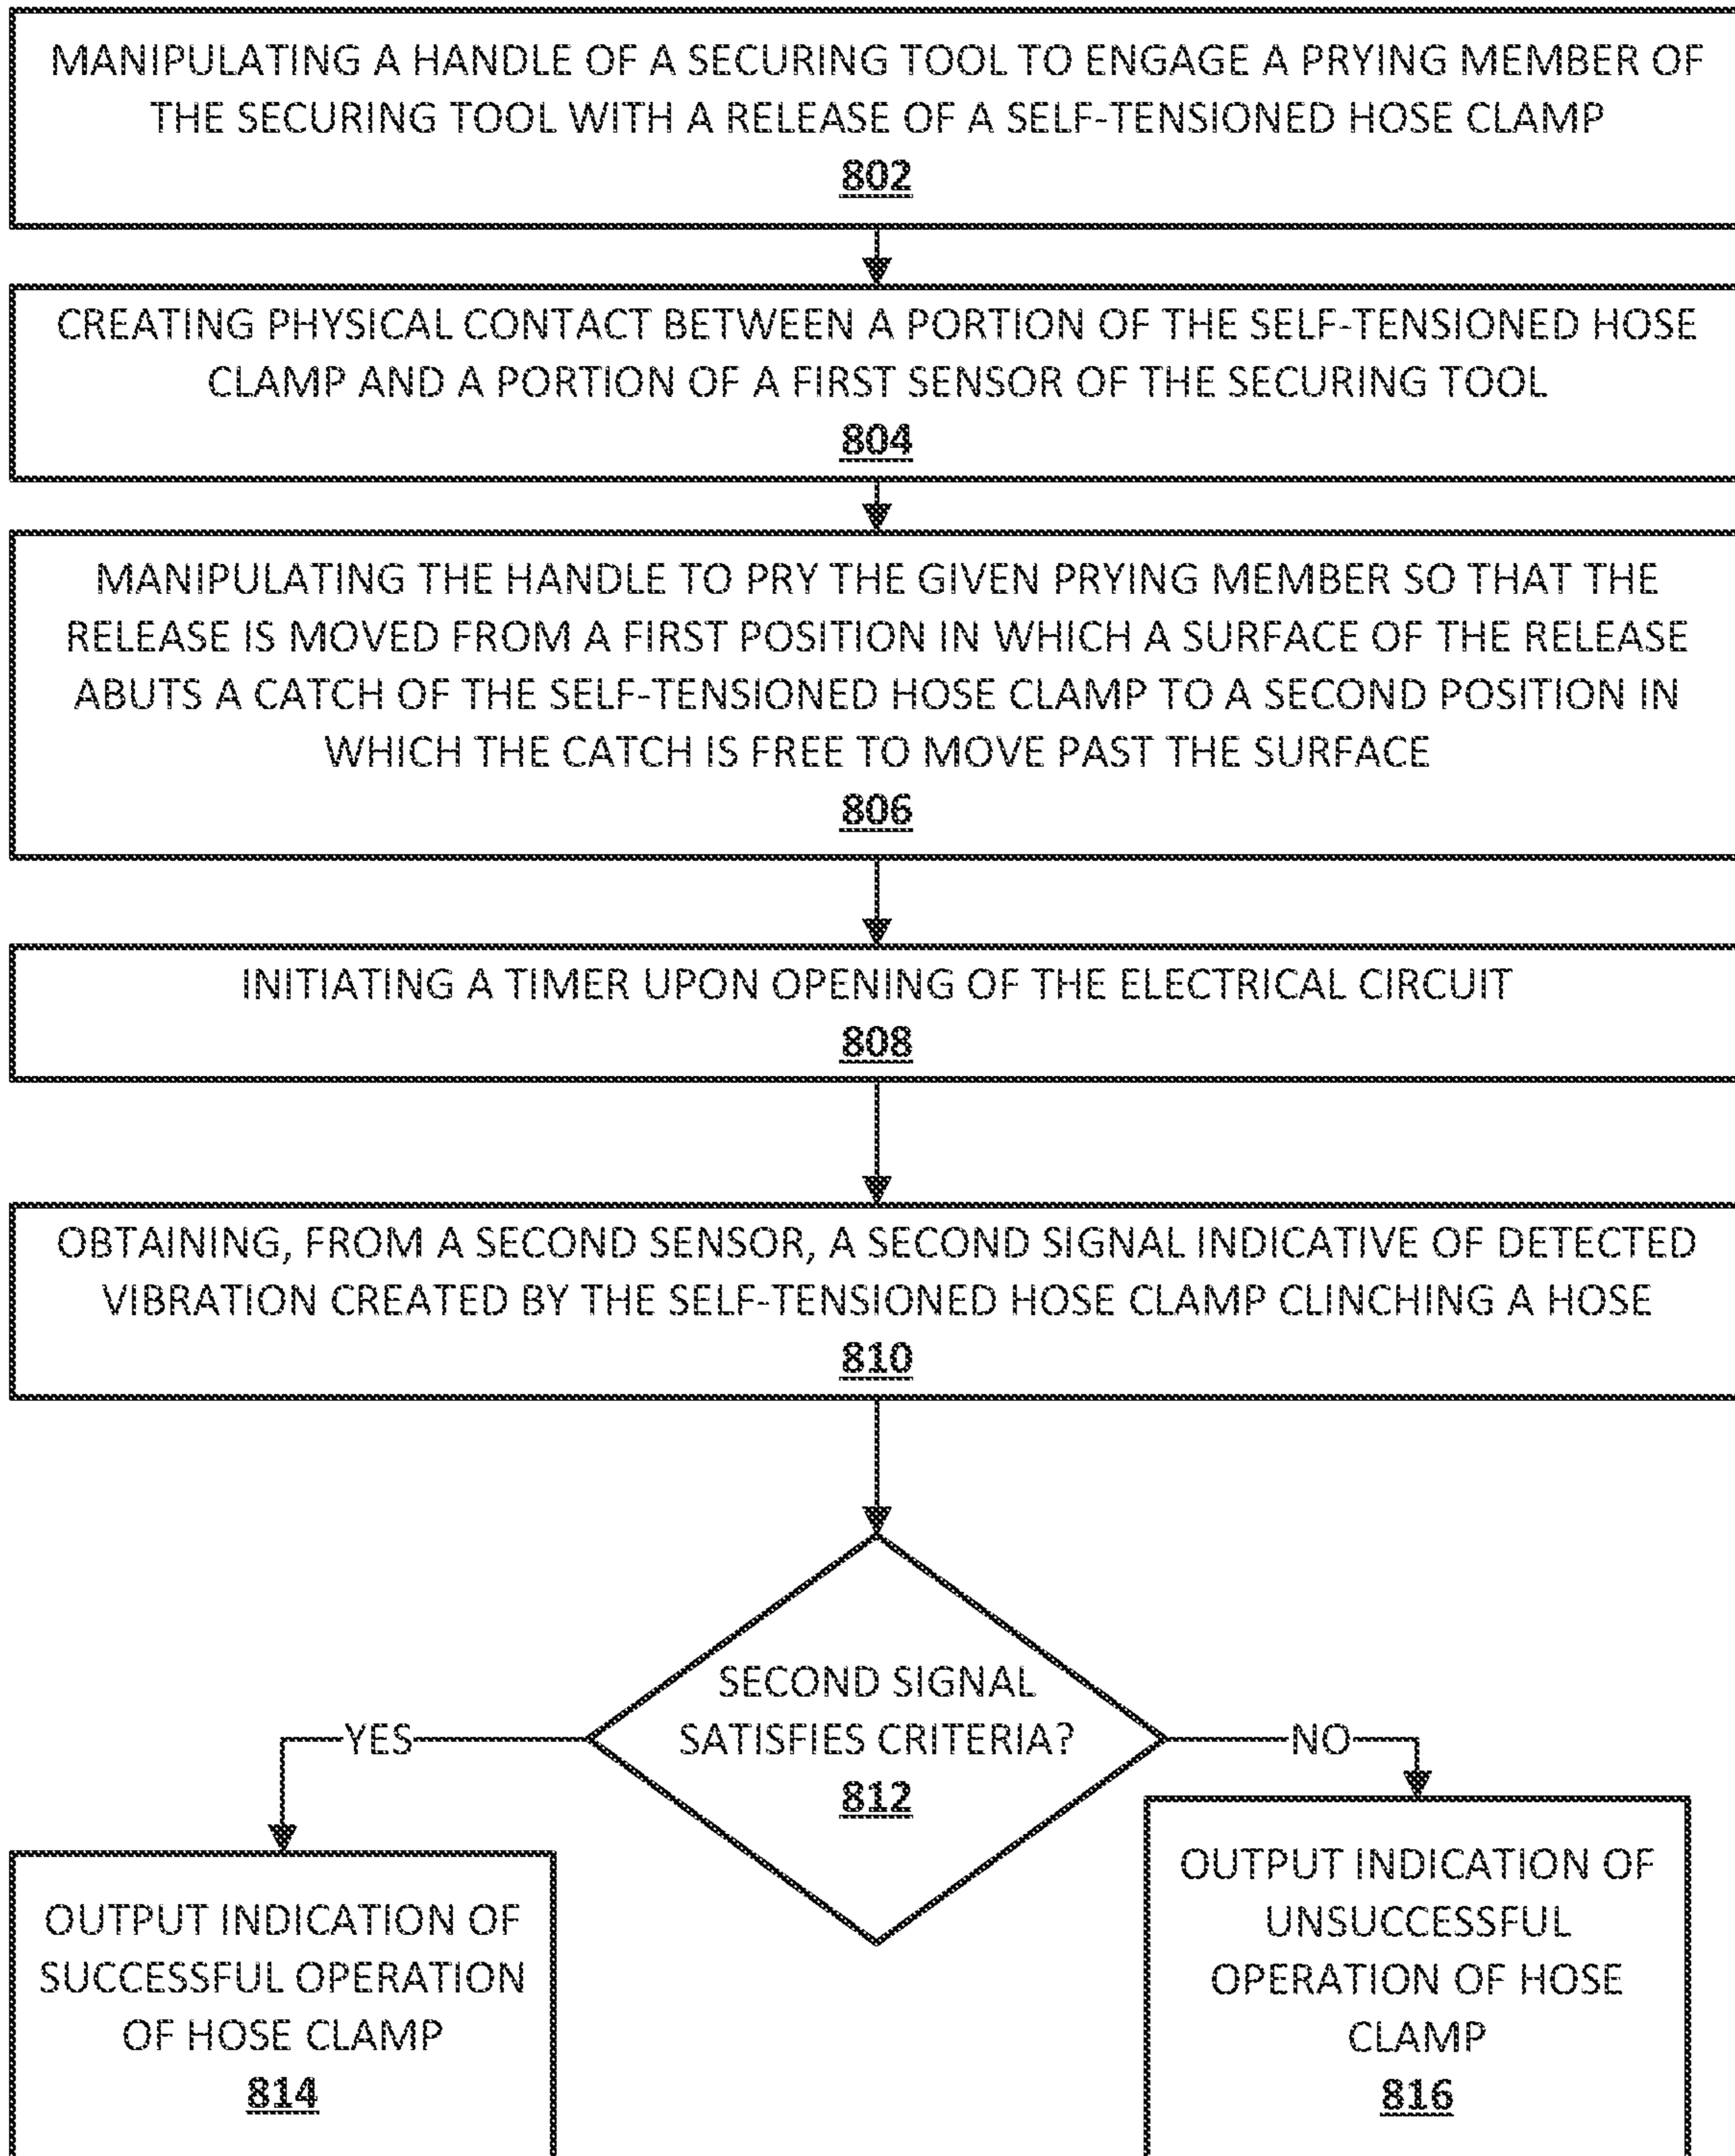 MANIPULATING A HANDLE OF A SECURING TOOL TO ENGAGE A PRYING MEMBER OF
THE SECURING TOOL WITH A RELEASE OF A SELF-TENSIONED HOSE CLAMP
802
CREATING PHYSICAL CONTACT BETWEEN A PORTION OF THE SELF-TENSIONED HOSE
CLAMP AND A PORTION OF A FIRST SENSOR OF THE SECURING TOOL
804
MANIPULATING THE HANDLE TO PRY THE GIVEN PRYING MEMBER SO THAT THE
RELEASE IS MOVED FROM A FIRST POSITION IN WHICH A SURFACE OF THE RELEASE
ABUTS A CATCH OF THE SELF-TENSIONED HOSE CLAMP TO A SECOND POSITION IN
WHICH THE CATCH IS FREE TO MOVE PAST THE SURFACE
806
INITIATING A TIMER UPON OPENING OF THE ELECTRICAL CIRCUIT
808
OBTAINING, FROM A SECOND SENSOR, A SECOND SIGNAL INDICATIVE OF DETECTED
VIBRATION CREATED BY THE SELF-TENSIONED HOSE CLAMP CLINCHING A HOSE
810
SECOND SIGNAL
SATISFIES CRITERIA?
812
YES
NO
OUTPUT INDICATION OF
SUCCESSFUL OPERATION
OF HOSE CLAMP
814
OUTPUT INDICATION OF
UNSUCCESSFUL
OPERATION OF HOSE
CLAMP
816